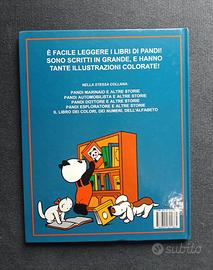 È FACILE LEGGERE I LIBRI DI PANDI!
SONO SCRITTI IN GRANDE, E HANNO
TANTE ILLUSTRAZIONI COLORATE!
NELLA STESSA COLLANA:
PANDI MARINAIO E ALTRE STORIE
PANDI AUTOMOBILISTA E ALTRE STORIE
PANDI DOTTORE E ALTRE STORIE
PANDI ESPLORATORE E ALTRE STORIE
IL LIBRO DEI COLORI, DEI NUMERI, DELL'ALFABETO
subito